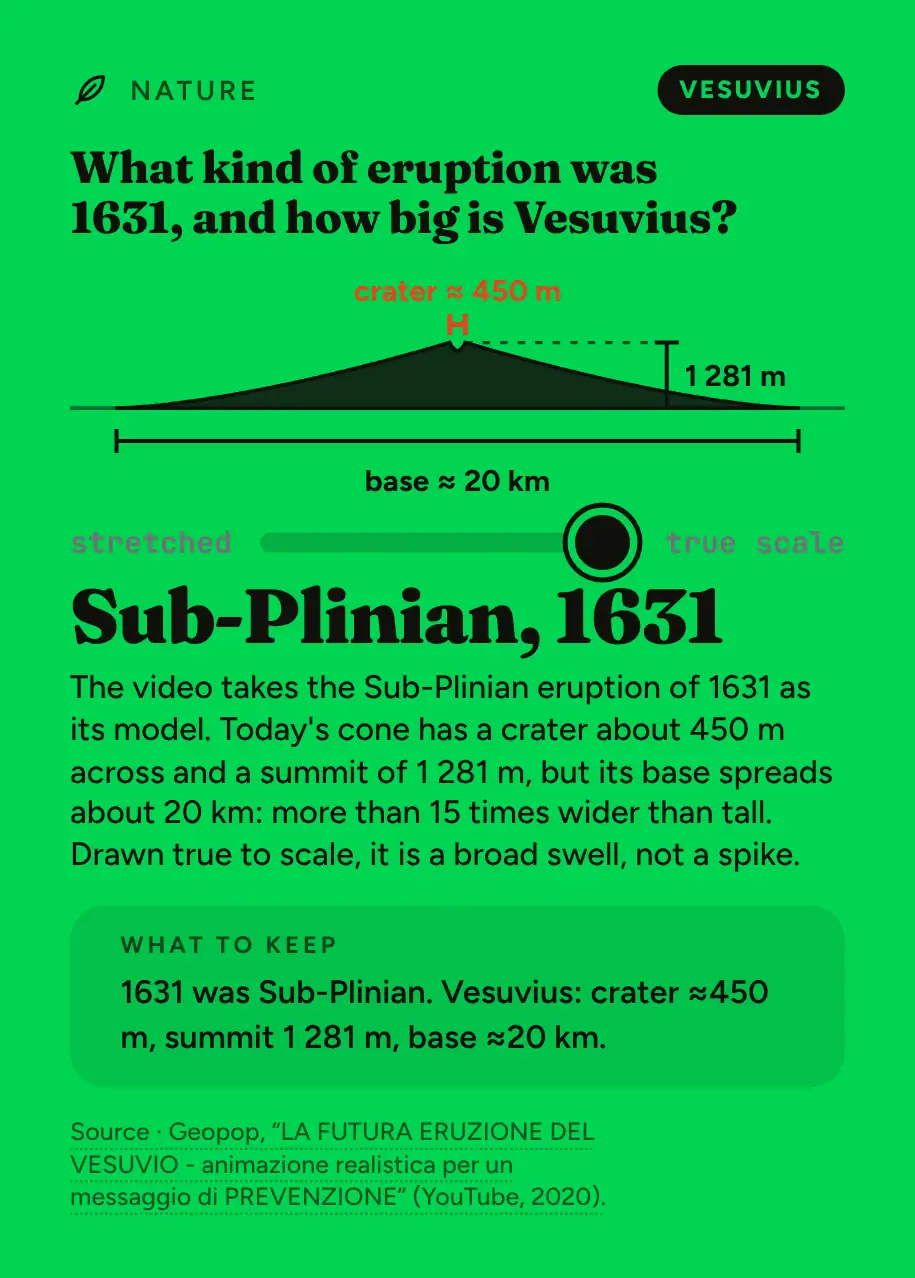 NATURE
VESUVIUS
What kind of eruption was
1631, and how big is Vesuvius?
crater ≈ 450 m
1 281 m
base ≈ 20 km
stretched
true scale
Sub-Plinian, 1631
The video takes the Sub-Plinian eruption of 1631 as
its model. Today's cone has a crater about 450 m
across and a summit of 1 281 m, but its base spreads
about 20 km: more than 15 times wider than tall.
Drawn true to scale, it is a broad swell, not a spike.
WHAT TO KEEP
1631 was Sub-Plinian. Vesuvius: crater ≈450
m, summit 1 281 m, base ≈20 km.
Source · Geopop, “LA FUTURA ERUZIONE DEL
VESUVIO - animazione realistica per un
messaggio di PREVENZIONE” (YouTube, 2020).